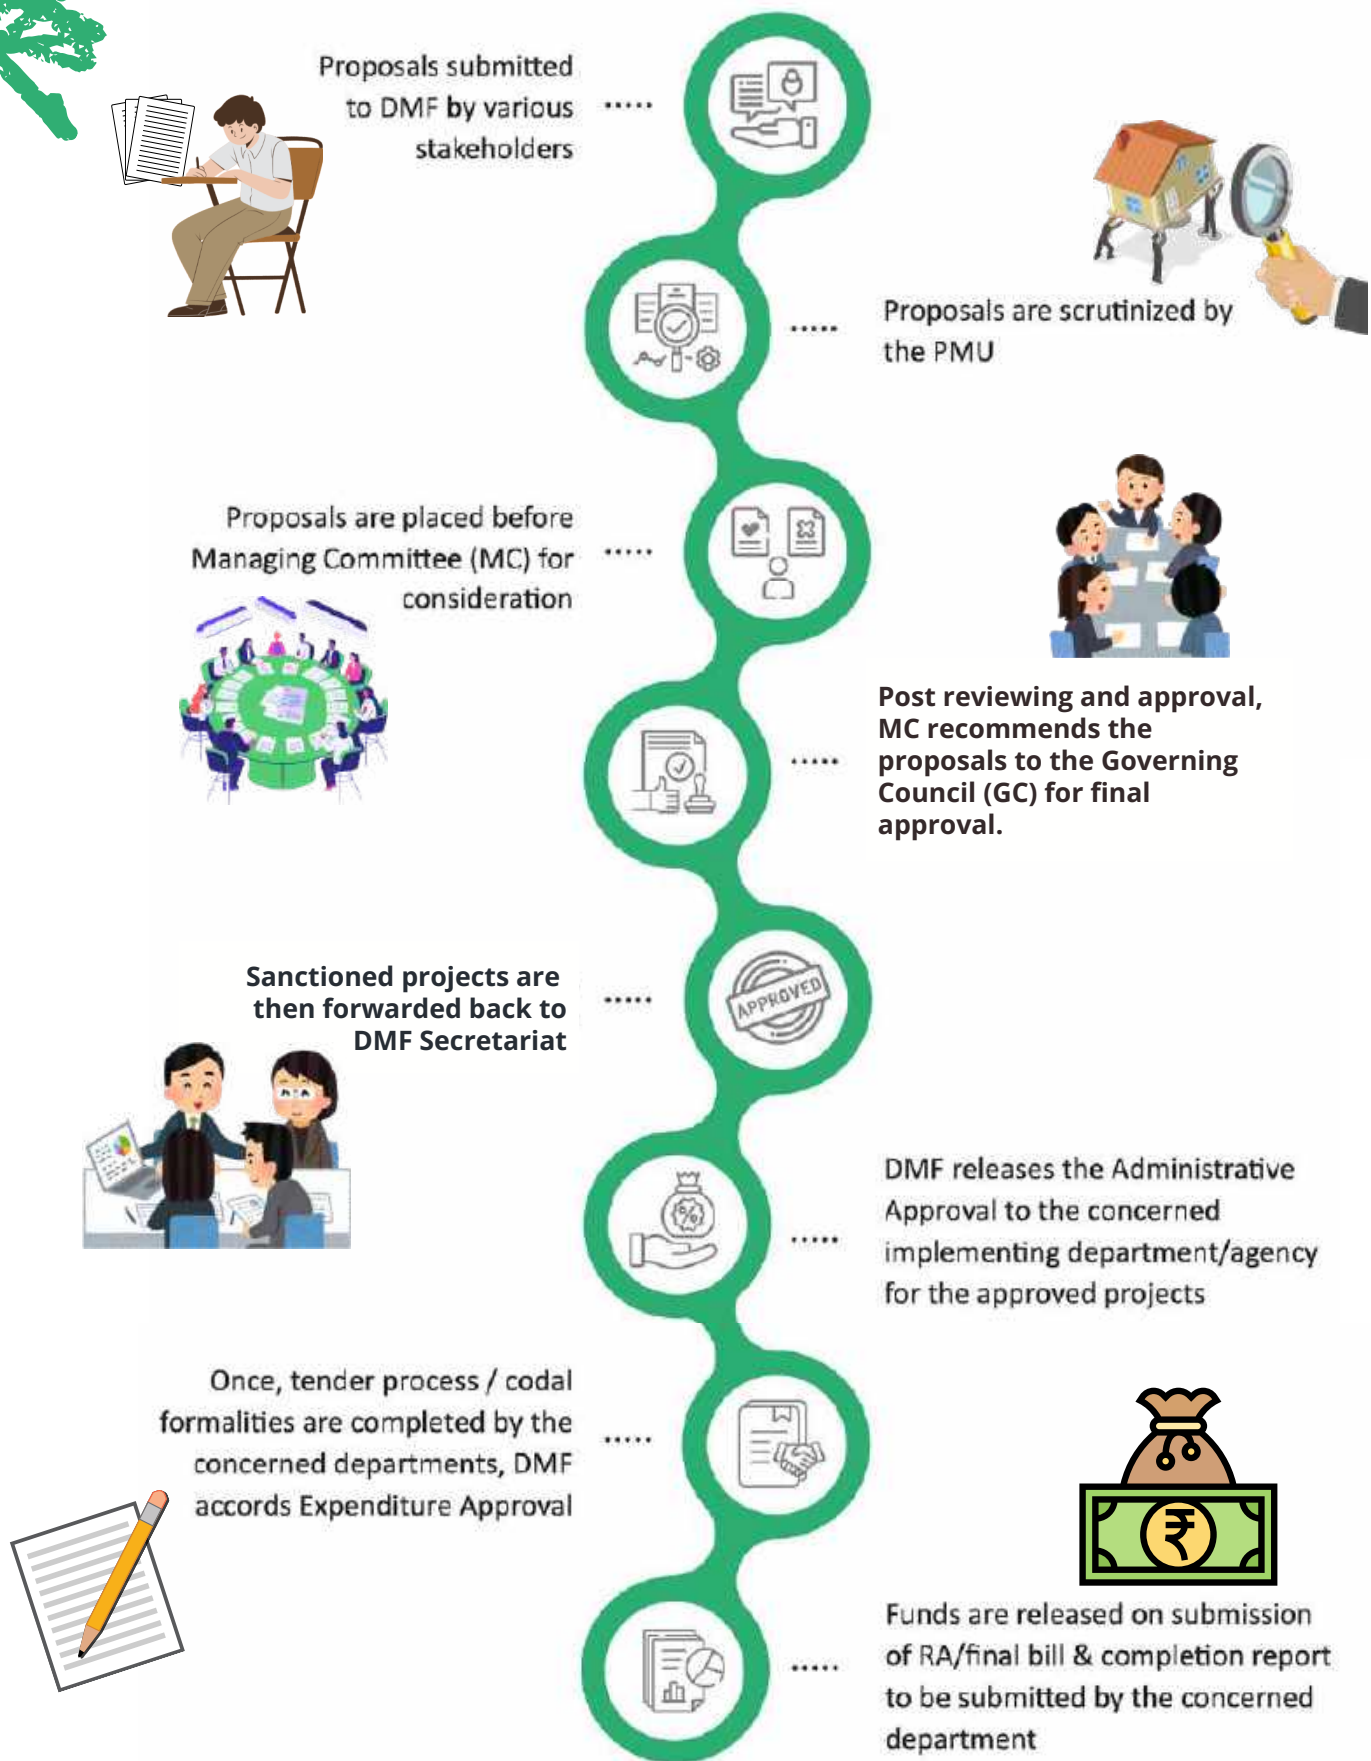 Proposals submitted
to DMF by various
stakeholders
Proposals are scrutinized by
the PMU
Proposals are placed before
Managing Committee (MC) for
consideration
Post reviewing and approval,
MC recommends the
proposals to the Governing
Council (GC) for final
approval.
Sanctioned projects are
then forwarded back to
DMF Secretariat
APPROVED
DMF releases the Administrative
Approval to the concerned
implementing department/agency
for the approved projects
Once, tender process / codal
formalities are completed by the
concerned departments, DMF
accords Expenditure Approval
₹
Funds are released on submission
of RA/final bill & completion report
to be submitted by the concerned
department